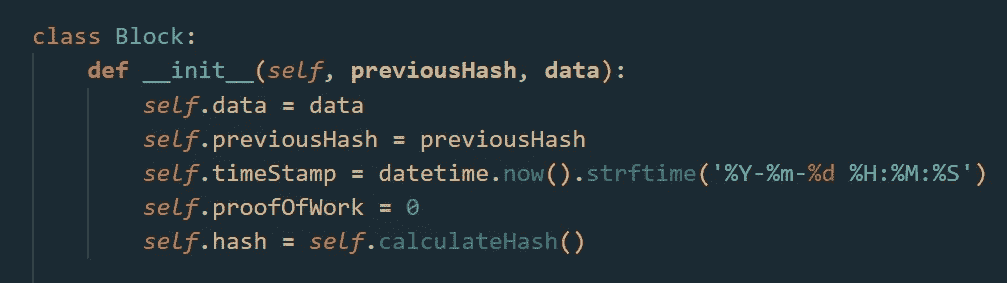 class Block:
    def __init__(self, previousHash, data):
        self.data = data
        self.previousHash = previousHash
        self.timeStamp = datetime.now().strftime('%Y-%m-%d %H:%M:%S')
        self.proofOfWork = 0
        self.hash = self.calculateHash()